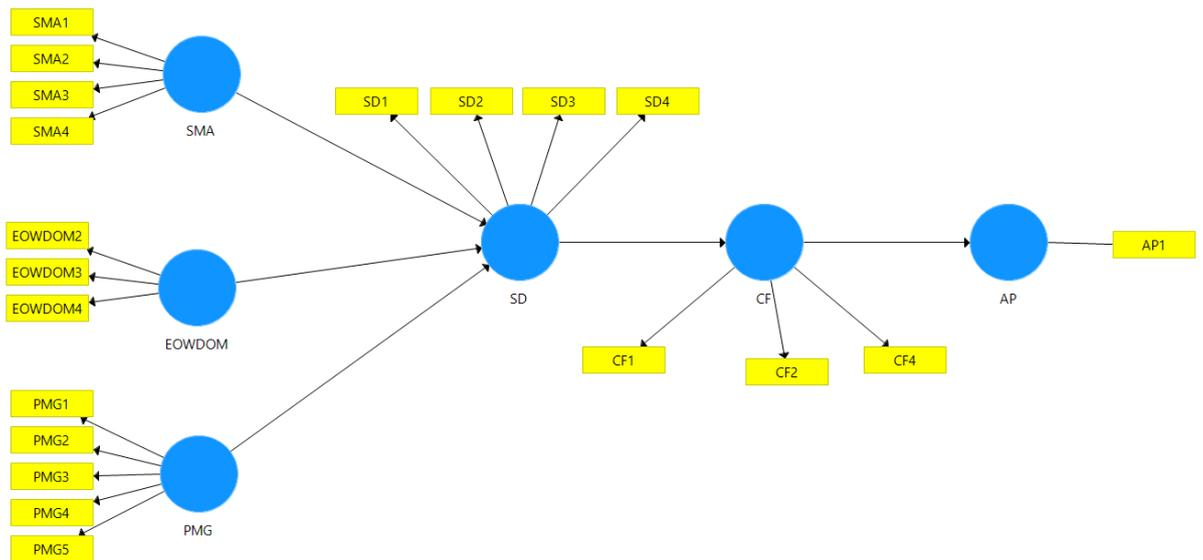 SMA1
SMA2
SMA3
SMA4
SMA
SD1
SD2
SD3
SD4
EOWDOM2
EOWDOM3
EOWDOM4
EOWDOM
SD
CF
AP
AP1
CF1
CF2
CF4
PMG1
PMG2
PMG3
PMG4
PMG5
PMG